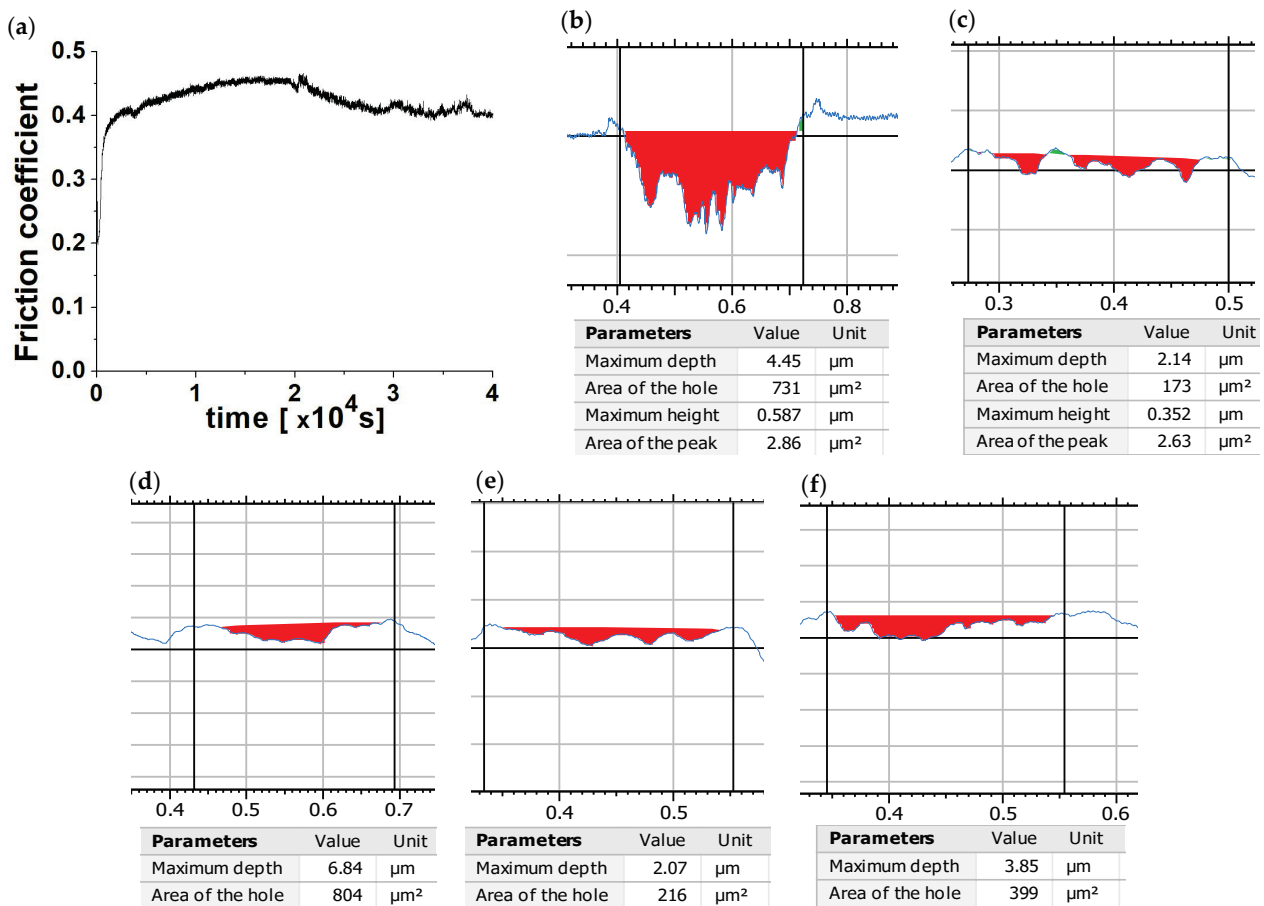 (a)
0.5
0.4
0.3
0.2
0.1
0.0
Friction coefficient
0 1 2 3 4
time [ x10⁴s]
(b)
0.4 0.6 0.8
Parameters Value Unit
Maximum depth 4.45 µm
Area of the hole 731 µm²
Maximum height 0.587 µm
Area of the peak 2.86 µm²
(c)
0.3 0.4 0.5
Parameters Value Unit
Maximum depth 2.14 µm
Area of the hole 173 µm²
Maximum height 0.352 µm
Area of the peak 2.63 µm²
(d)
0.4 0.5 0.6 0.7
Parameters Value Unit
Maximum depth 6.84 µm
Area of the hole 804 µm²
(e)
0.4 0.5
Parameters Value Unit
Maximum depth 2.07 µm
Area of the hole 216 µm²
(f)
0.4 0.5 0.6
Parameters Value Unit
Maximum depth 3.85 µm
Area of the hole 399 µm²